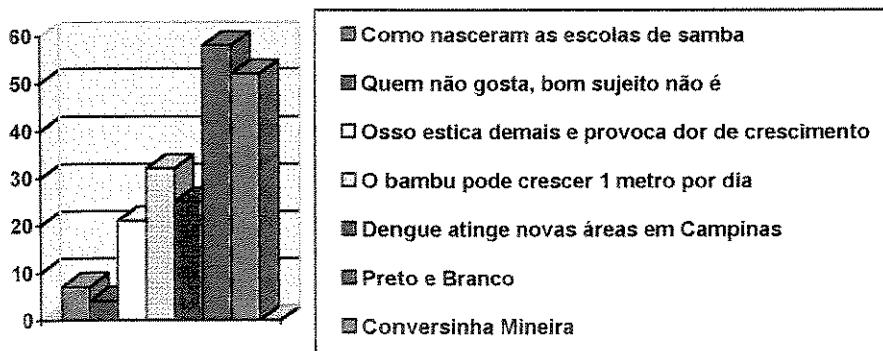 60
50
40
30
20
10
0
Como nasceram as escolas de samba
Quem não gosta, bom sujeito não é
Osso estica demais e provoca dor de crescimento
O bambu pode crescer 1 metro por dia
Dengue atinge novas áreas em Campinas
Preto e Branco
Conversinha Mineira